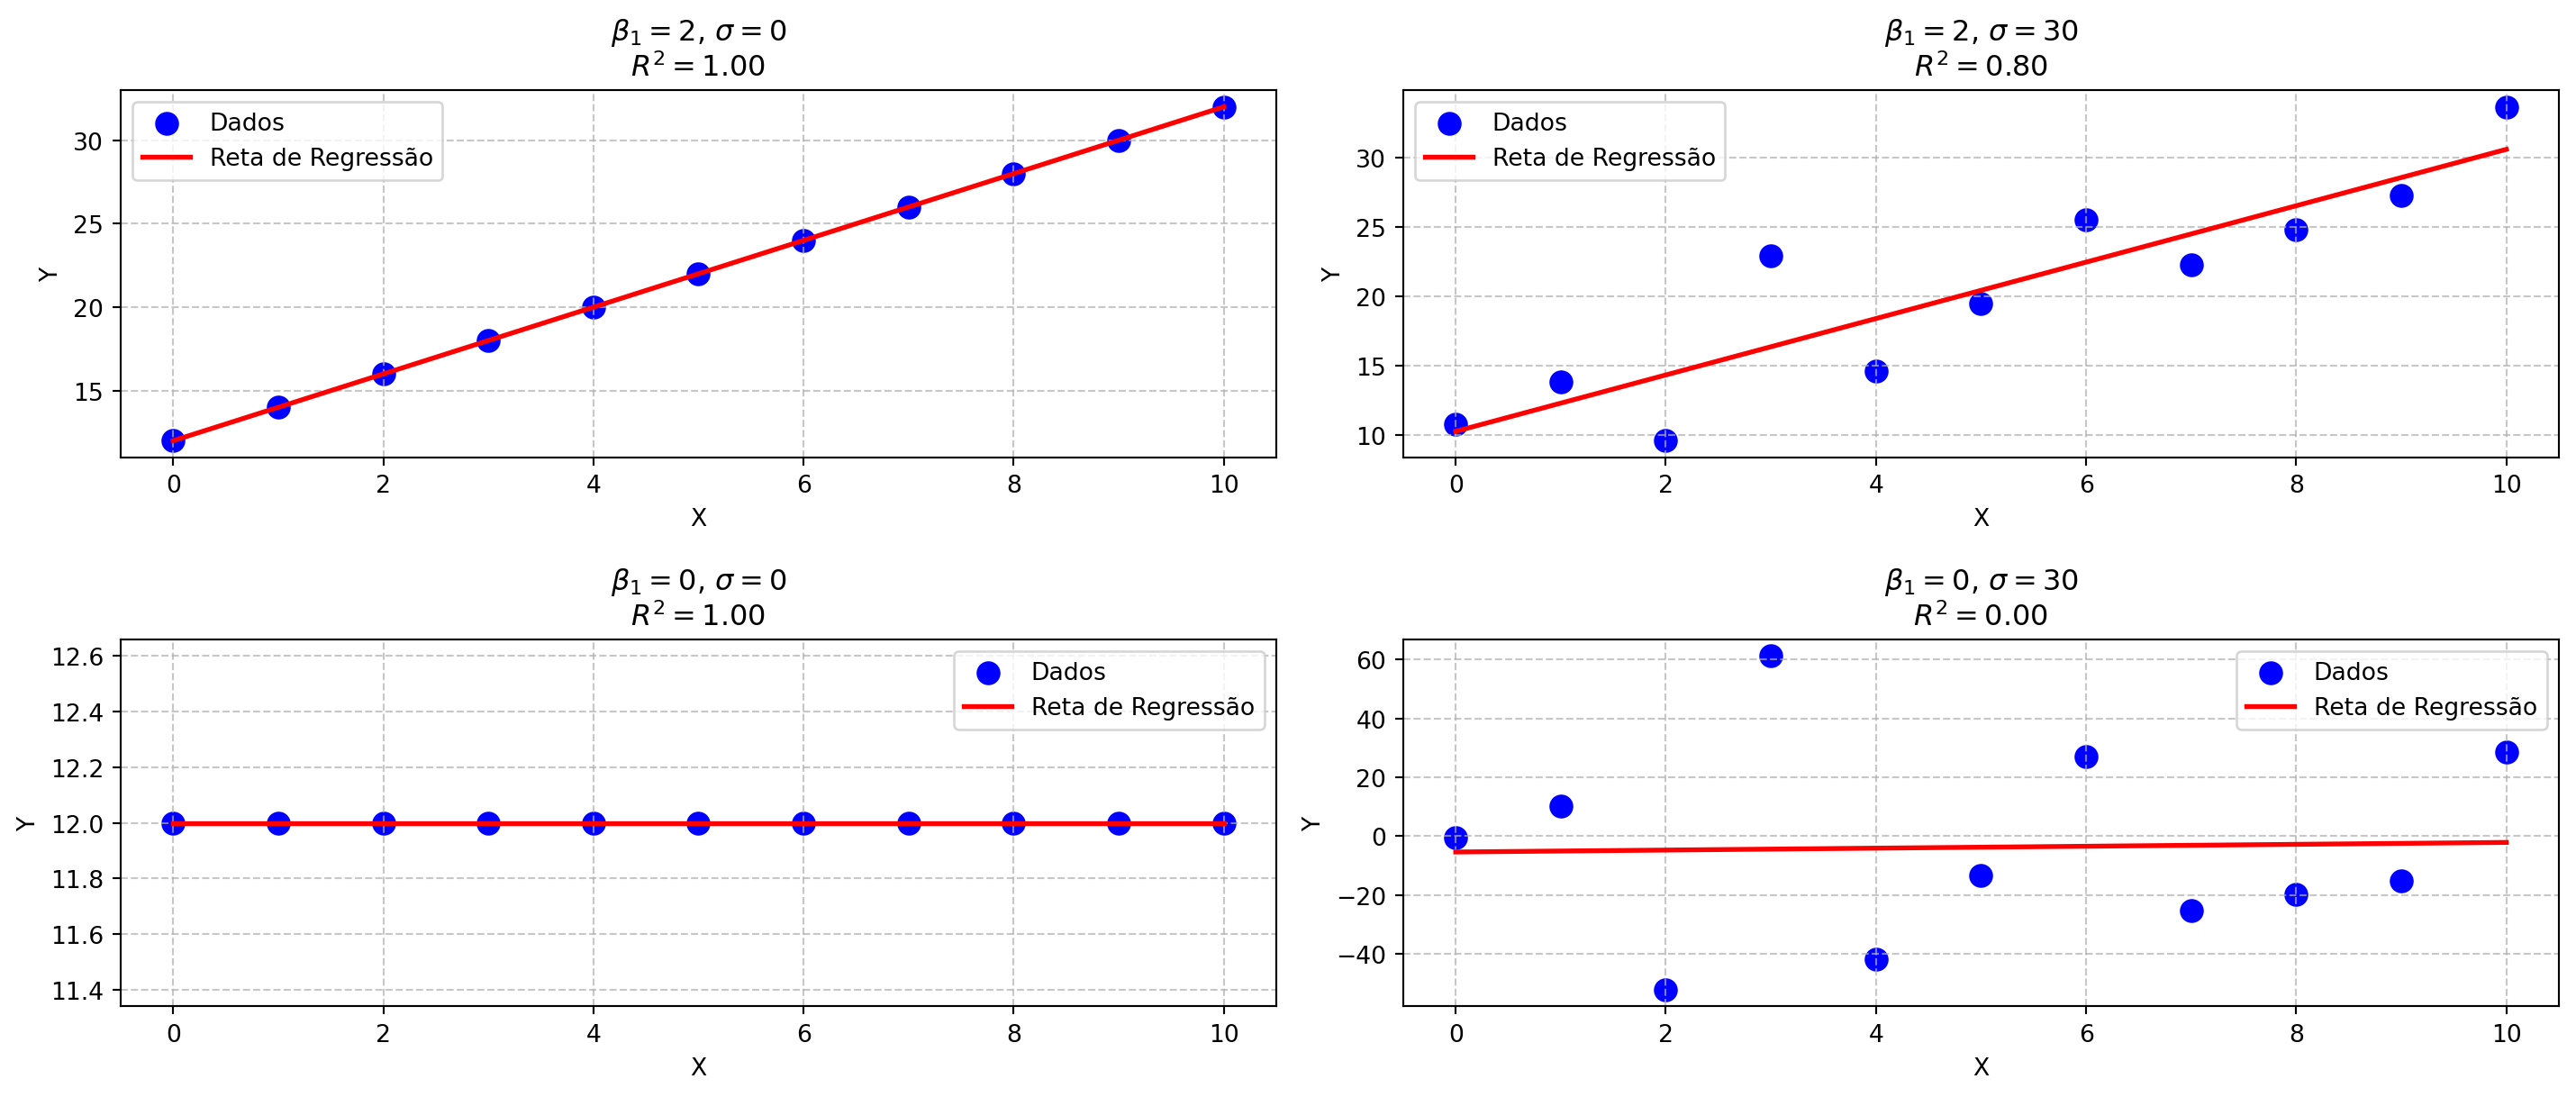 β₁ = 2, σ = 0
R² = 1.00
Dados
Reta de Regressão
30
25
20
15
Y
0 2 4 6 8 10
X
β₁ = 2, σ = 30
R² = 0.80
Dados
Reta de Regressão
30
25
20
15
10
Y
0 2 4 6 8 10
X
β₁ = 0, σ = 0
R² = 1.00
Dados
Reta de Regressão
12.6
12.4
12.2
12.0
11.8
11.6
11.4
Y
0 2 4 6 8 10
X
β₁ = 0, σ = 30
R² = 0.00
Dados
Reta de Regressão
60
40
20
0
−20
−40
Y
0 2 4 6 8 10
X